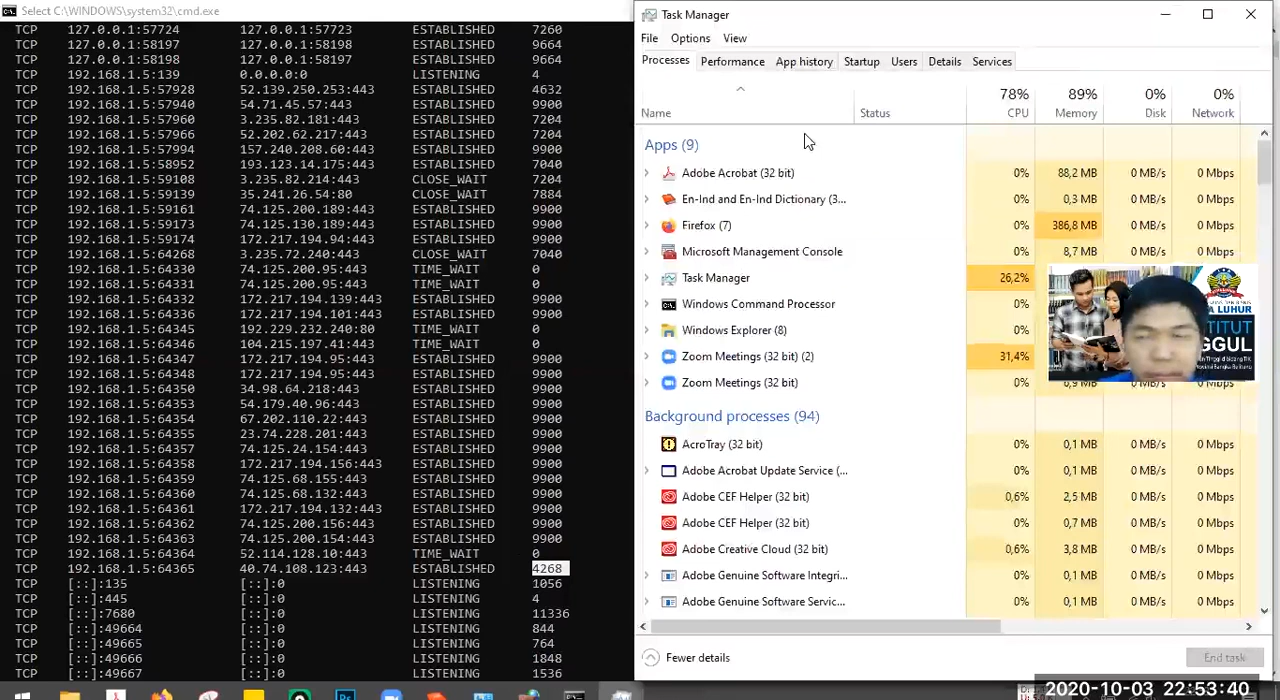 Select C:\WINDOWS\system32\cmd.exe
TCP 127.0.0.1:57724 127.0.0.1:57723 ESTABLISHED 7260
TCP 127.0.0.1:58197 127.0.0.1:58198 ESTABLISHED 9664
TCP 127.0.0.1:58198 127.0.0.1:58197 ESTABLISHED 9664
TCP 192.168.1.5:139 0.0.0.0:0 LISTENING 4
TCP 192.168.1.5:57928 52.139.250.253:443 ESTABLISHED 4632
TCP 192.168.1.5:57940 54.71.45.57:443 ESTABLISHED 9900
TCP 192.168.1.5:57960 3.235.82.181:443 ESTABLISHED 7204
TCP 192.168.1.5:57966 52.202.62.217:443 ESTABLISHED 7204
TCP 192.168.1.5:57994 157.240.208.60:443 ESTABLISHED 9900
TCP 192.168.1.5:58952 193.123.14.175:443 ESTABLISHED 7040
TCP 192.168.1.5:59108 3.235.82.214:443 CLOSE_WAIT 7204
TCP 192.168.1.5:59139 35.241.26.54:80 CLOSE_WAIT 7884
TCP 192.168.1.5:59161 74.125.200.189:443 ESTABLISHED 9900
TCP 192.168.1.5:59173 74.125.130.189:443 ESTABLISHED 9900
TCP 192.168.1.5:59174 172.217.194.94:443 ESTABLISHED 9900
TCP 192.168.1.5:64268 3.235.72.240:443 CLOSE_WAIT 7040
TCP 192.168.1.5:64330 74.125.200.95:443 TIME_WAIT 0
TCP 192.168.1.5:64331 74.125.200.95:443 TIME_WAIT 0
TCP 192.168.1.5:64332 172.217.194.139:443 ESTABLISHED 9900
TCP 192.168.1.5:64336 172.217.194.101:443 ESTABLISHED 9900
TCP 192.168.1.5:64345 192.229.232.240:80 TIME_WAIT 0
TCP 192.168.1.5:64346 104.215.197.41:443 TIME_WAIT 0
TCP 192.168.1.5:64347 172.217.194.95:443 ESTABLISHED 9900
TCP 192.168.1.5:64348 172.217.194.95:443 ESTABLISHED 9900
TCP 192.168.1.5:64350 34.98.64.218:443 ESTABLISHED 9900
TCP 192.168.1.5:64353 54.179.40.96:443 ESTABLISHED 9900
TCP 192.168.1.5:64354 67.202.110.22:443 ESTABLISHED 9900
TCP 192.168.1.5:64355 23.74.228.201:443 ESTABLISHED 9900
TCP 192.168.1.5:64357 74.125.24.154:443 ESTABLISHED 9900
TCP 192.168.1.5:64358 172.217.194.156:443 ESTABLISHED 9900
TCP 192.168.1.5:64359 74.125.68.155:443 ESTABLISHED 9900
TCP 192.168.1.5:64360 74.125.68.132:443 ESTABLISHED 9900
TCP 192.168.1.5:64361 172.217.194.132:443 ESTABLISHED 9900
TCP 192.168.1.5:64362 74.125.200.156:443 ESTABLISHED 9900
TCP 192.168.1.5:64363 74.125.200.154:443 ESTABLISHED 9900
TCP 192.168.1.5:64364 52.114.128.10:443 TIME_WAIT 0
TCP 192.168.1.5:64365 40.74.108.123:443 ESTABLISHED 4268
TCP [::]:135 [::]:0 LISTENING 1056
TCP [::]:445 [::]:0 LISTENING 4
TCP [::]:7680 [::]:0 LISTENING 11336
TCP [::]:49664 [::]:0 LISTENING 844
TCP [::]:49665 [::]:0 LISTENING 764
TCP [::]:49666 [::]:0 LISTENING 1848
TCP [::]:49667 [::]:0 LISTENING 1536
Task Manager
File Options View
Processes Performance App history Startup Users Details Services
78% 89% 0% 0%
Name Status CPU Memory Disk Network
Apps (9)
Adobe Acrobat (32 bit) 0% 88,2 MB 0 MB/s 0 Mbps
En-Ind and En-Ind Dictionary (3... 0% 0,3 MB 0 MB/s 0 Mbps
Firefox (7) 0% 386,8 MB 0 MB/s 0 Mbps
Microsoft Management Console 0% 8,7 MB 0 MB/s 0 Mbps
Task Manager 26,2%
Windows Command Processor 0%
Windows Explorer (8) 0%
Zoom Meetings (32 bit) (2) 31,4%
Zoom Meetings (32 bit) 0% 0,9 MB 0 MB/s 0 Mbps
LUHUR
TITUT
GGUL
Background processes (94)
AcroTray (32 bit) 0% 0,1 MB 0 MB/s 0 Mbps
Adobe Acrobat Update Service (... 0% 0,1 MB 0 MB/s 0 Mbps
Adobe CEF Helper (32 bit) 0,6% 2,5 MB 0 MB/s 0 Mbps
Adobe CEF Helper (32 bit) 0% 0,7 MB 0 MB/s 0 Mbps
Adobe Creative Cloud (32 bit) 0,6% 3,8 MB 0 MB/s 0 Mbps
Adobe Genuine Software Integri... 0% 0,1 MB 0 MB/s 0 Mbps
Adobe Genuine Software Servic... 0% 0,1 MB 0 MB/s 0 Mbps
Fewer details End task
2020-10-03 22:53:40